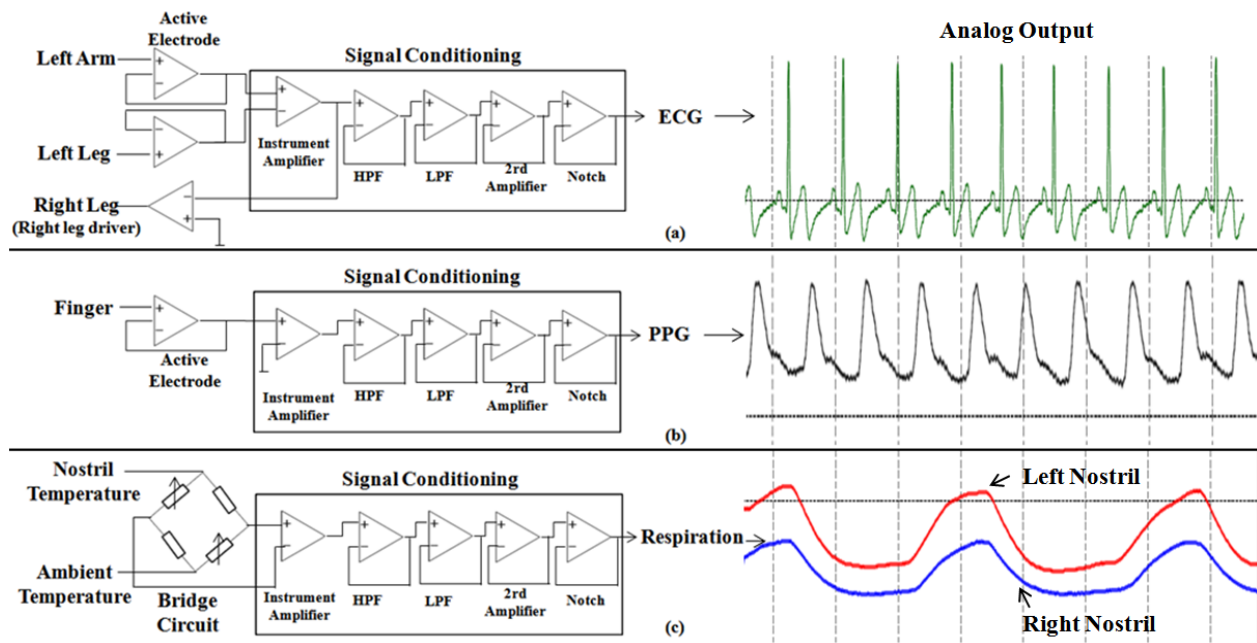 Active
Electrode
Left Arm
Left Leg
Right Leg
(Right leg driver)
Signal Conditioning
+
-
-
+
-
+
+
-
+
-
+
-
+
-
+
-
Instrument
Amplifier
HPF
LPF
2rd
Amplifier
Notch
ECG
Analog Output
(a)
Finger
+
-
Active
Electrode
Signal Conditioning
+
-
+
-
+
-
+
-
+
-
Instrument
Amplifier
HPF
LPF
2rd
Amplifier
Notch
PPG
(b)
Nostril
Temperature
Ambient
Temperature
Bridge
Circuit
Signal Conditioning
+
-
+
-
+
-
+
-
+
-
Instrument
Amplifier
HPF
LPF
2rd
Amplifier
Notch
Respiration
Left Nostril
Right Nostril
(c)